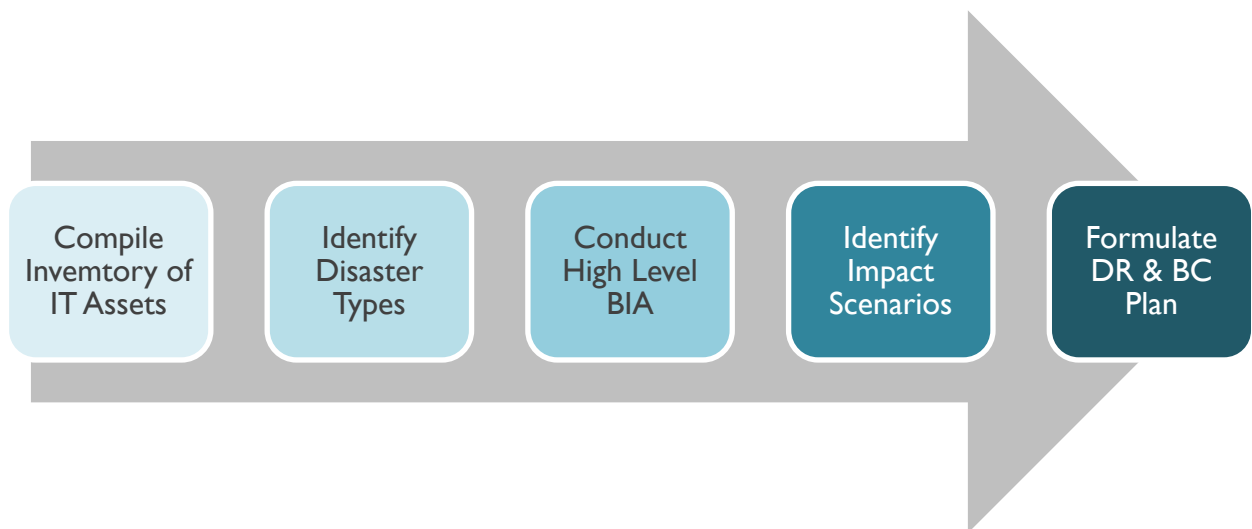 Compile
Invemtory of
IT Assets
Identify
Disaster
Types
Conduct
High Level
BIA
Identify
Impact
Scenarios
Formulate
DR & BC
Plan